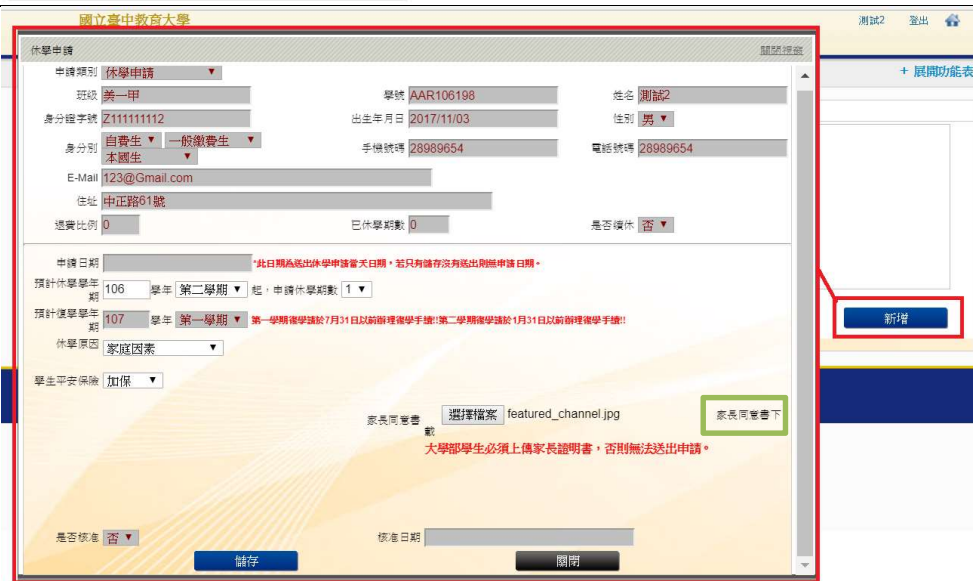 國立臺中教育大學
測試2 登出
休學申請 關閉視窗
+ 展開功能表
申請類別 休學申請
班級 美一甲 學號 AAR106198 姓名 測試2
身分證字號 Z111111112 出生年月日 2017/11/03 性別 男
身分別 自費生 一般繳費生 本國生 手機號碼 28989654 電話號碼 28989654
E-Mail 123@Gmail.com
住址 中正路61號
退費比例 0 已休學期數 0 是否續休 否
申請日期 *此日期為送出休學申請當天日期，若只有儲存沒有送出則無申請日期。
預計休學學年期 106 學年 第二學期 起，申請休學期數 1
新增
預計復學學年期 107 學年 第一學期 第一學期復學請於7月31日以前辦理復學手續!!第二學期復學請於1月31日以前辦理復學手續!!
休學原因 家庭因素
學生平安保險 加保
家長同意書 選擇檔案 featured_channel.jpg 家長同意書下
載
大學部學生必須上傳家長證明書，否則無法送出申請。
是否核准 否 核准日期
儲存 關閉